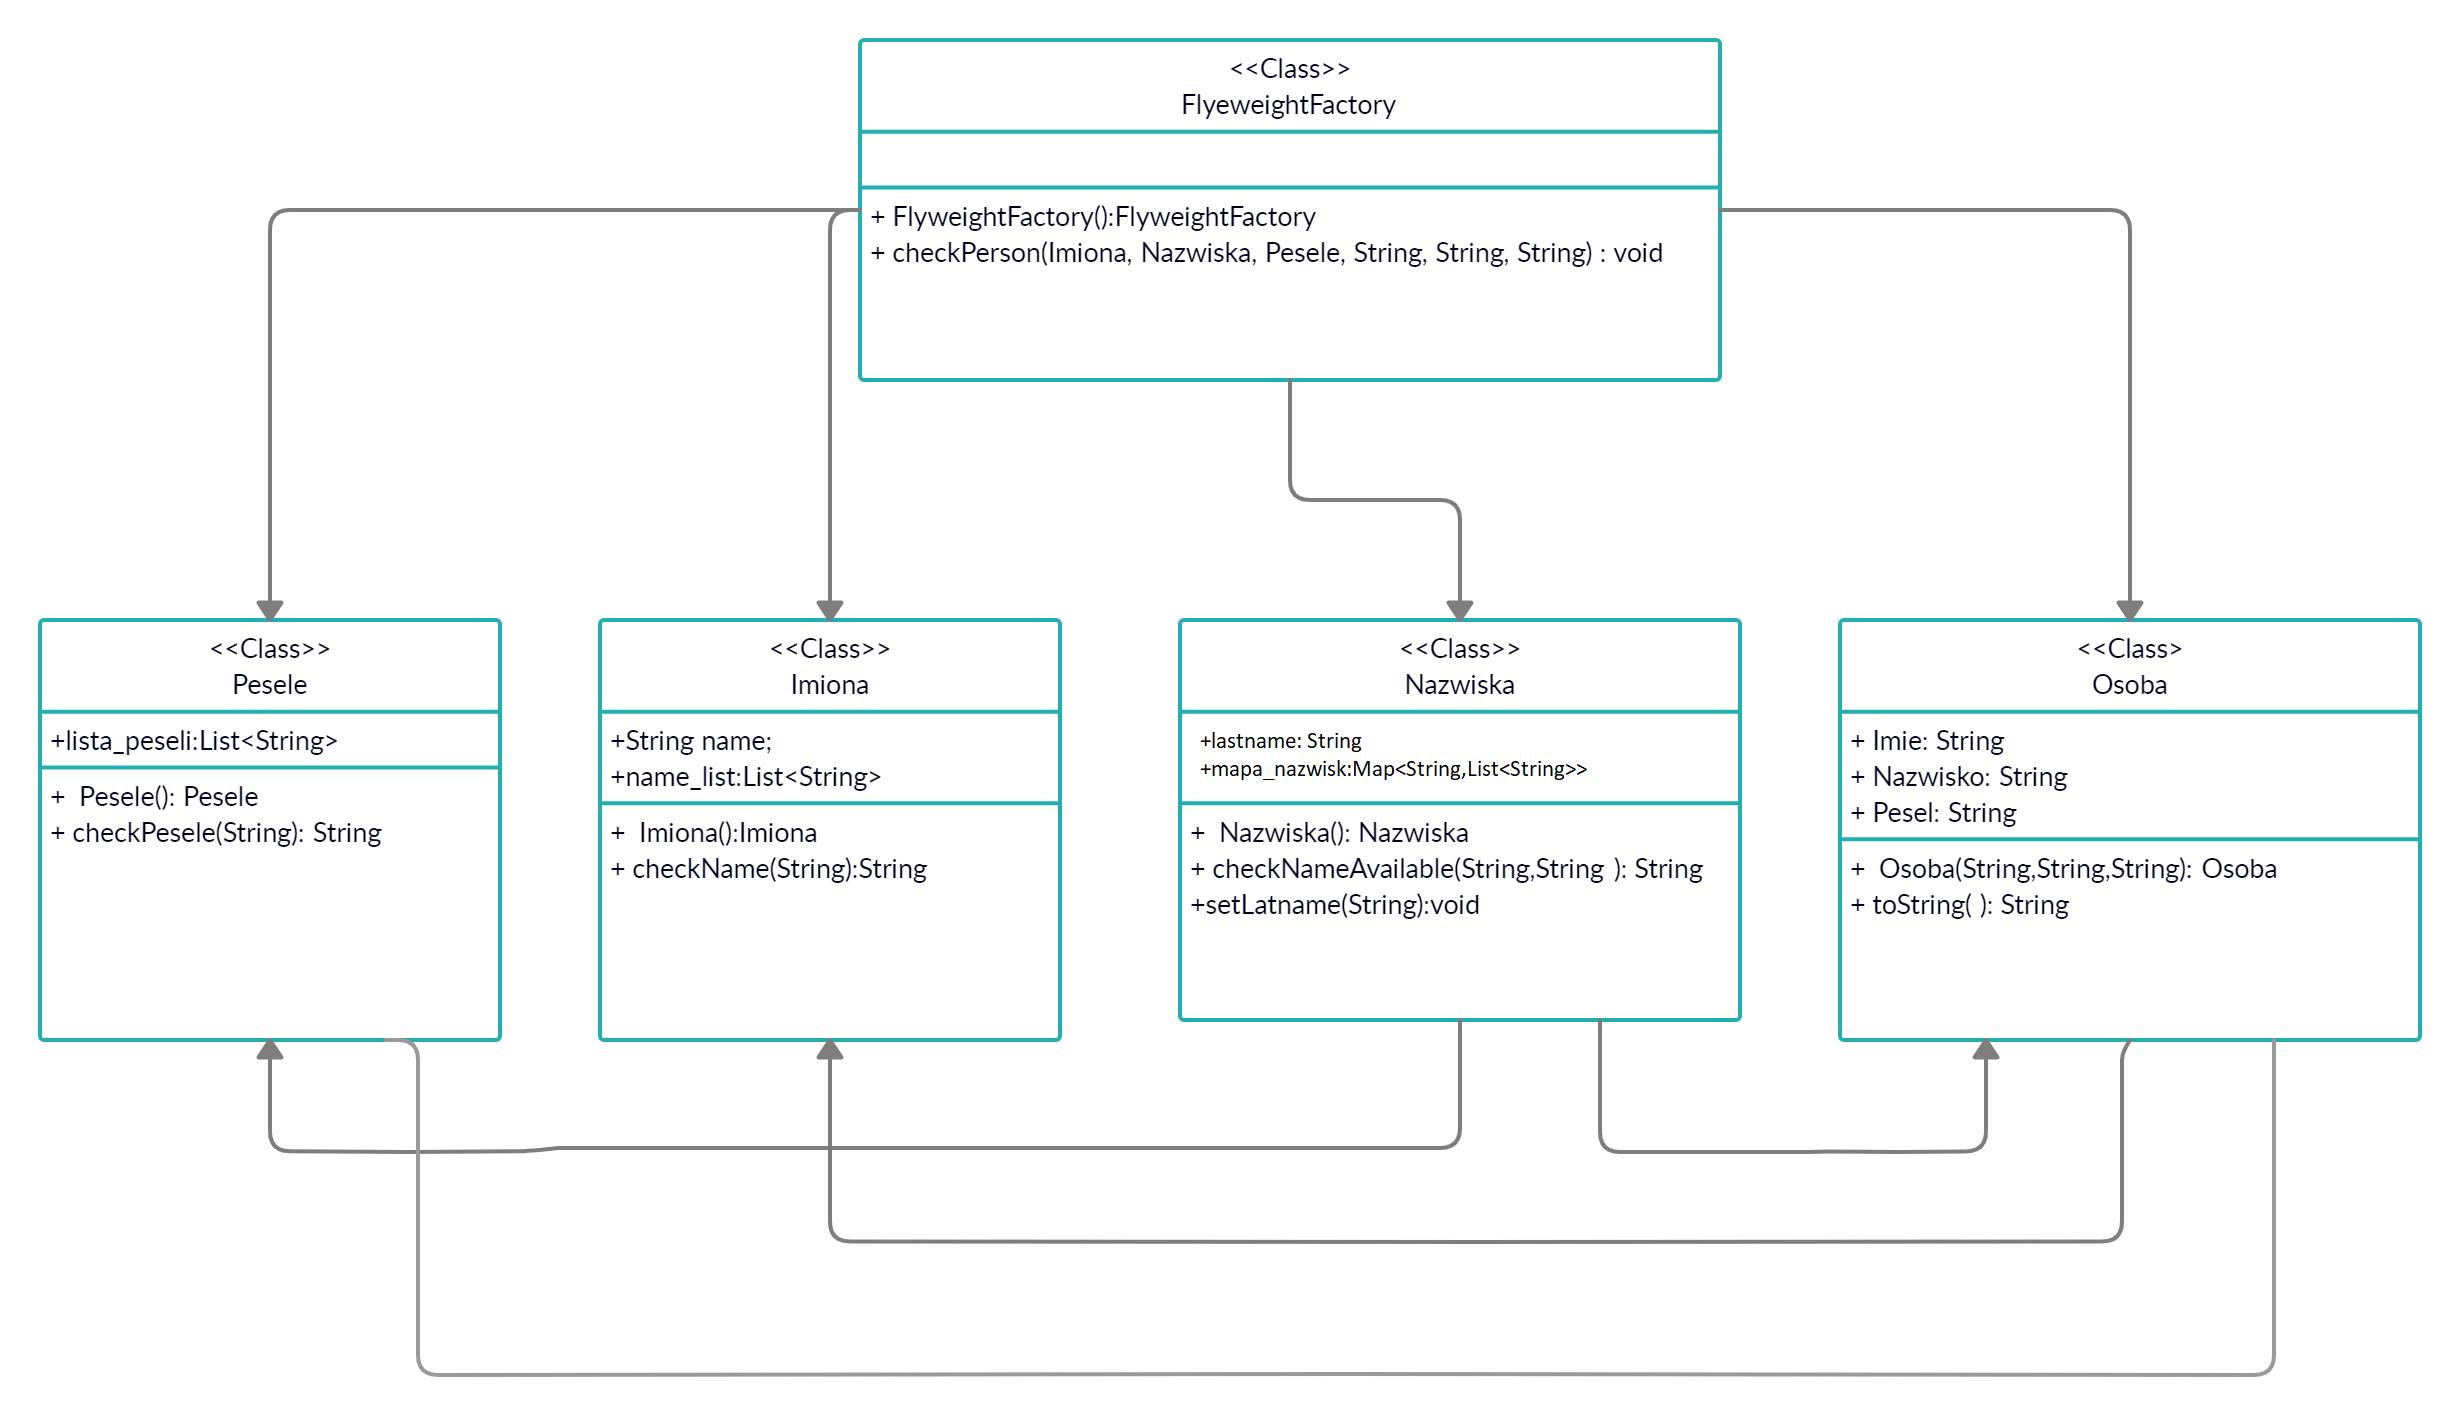 <<Class>>
FlyeweightFactory
+ FlyweightFactory():FlyweightFactory
+ checkPerson(Imiona, Nazwiska, Pesele, String, String, String) : void
<<Class>>
Pesele
+lista_peseli:List<String>
+  Pesele(): Pesele
+ checkPesele(String): String
<<Class>>
Imiona
+String name;
+name_list:List<String>
+  Imiona():Imiona
+ checkName(String):String
<<Class>>
Nazwiska
+lastname: String
+mapa_nazwisk:Map<String,List<String>>
+  Nazwiska(): Nazwiska
+ checkNameAvailable(String,String ): String
+setLatname(String):void
<<Class>
Osoba
+ Imie: String
+ Nazwisko: String
+ Pesel: String
+  Osoba(String,String,String): Osoba
+ toString( ): String